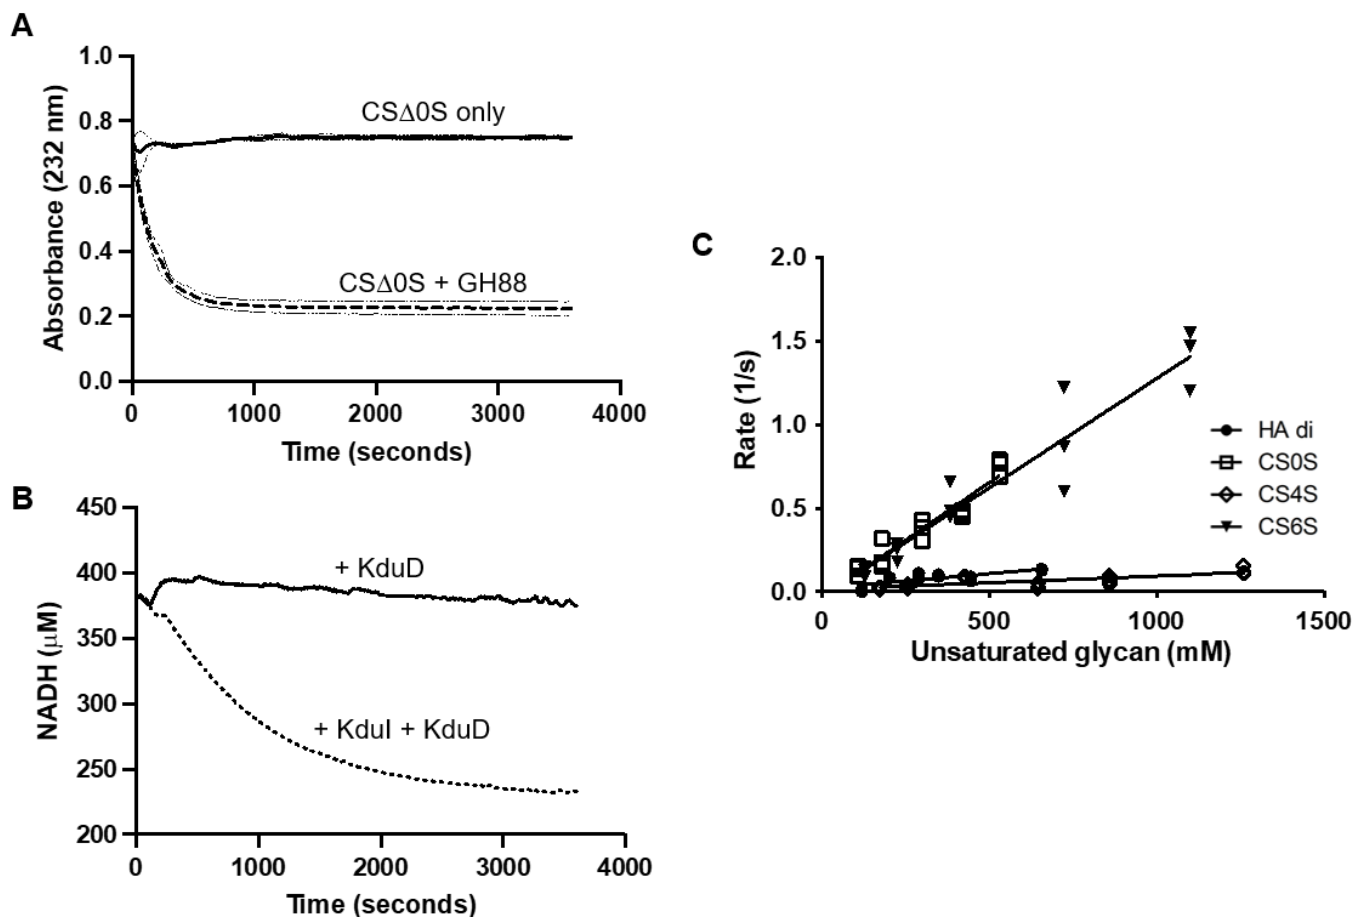 A
1.0
0.8
0.6
0.4
0.2
0.0
Absorbance (232 nm)
CSΔ0S only
CSΔ0S + GH88
0 1000 2000 3000 4000
Time (seconds)
B
450
400
350
300
250
200
NADH (μM)
+ KduD
+ KduI + KduD
0 1000 2000 3000 4000
Time (seconds)
C
2.0
1.5
1.0
0.5
0.0
Rate (1/s)
HA di
CS0S
CS4S
CS6S
0 500 1000 1500
Unsaturated glycan (mM)